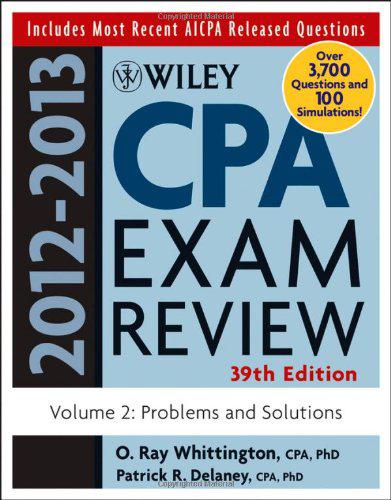 Includes Most Recent AICPA Released Questions
Over
3,700
Questions and
100
Simulations!
2012-2013
WILEY
CPA
EXAM
REVIEW
39th Edition
Volume 2: Problems and Solutions
O. Ray Whittington, CPA, PhD
Patrick R. Delaney, CPA, PhD